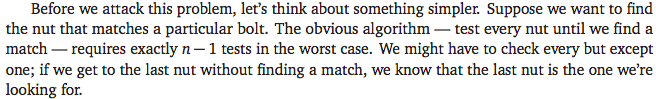 Before we attack this problem, let’s think about something simpler. Suppose we want to find
the nut that matches a particular bolt. The obvious algorithm — test every nut until we find a
match — requires exactly n − 1 tests in the worst case. We might have to check every but except
one; if we get to the last nut without finding a match, we know that the last nut is the one we’re
looking for.